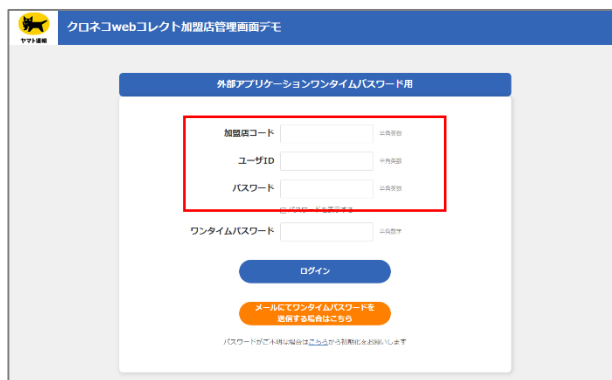 ヤマト運輸
クロネコwebコレクト加盟店管理画面デモ
外部アプリケーションワンタイムパスワード用
加盟店コード 半角英数
ユーザID 半角英数
パスワード 半角英数
パスワードを表示する
ワンタイムパスワード 半角数字
ログイン
メールにてワンタイムパスワードを
送信する場合はこちら
パスワードがご不明な場合はこちらから初期化をお願いします